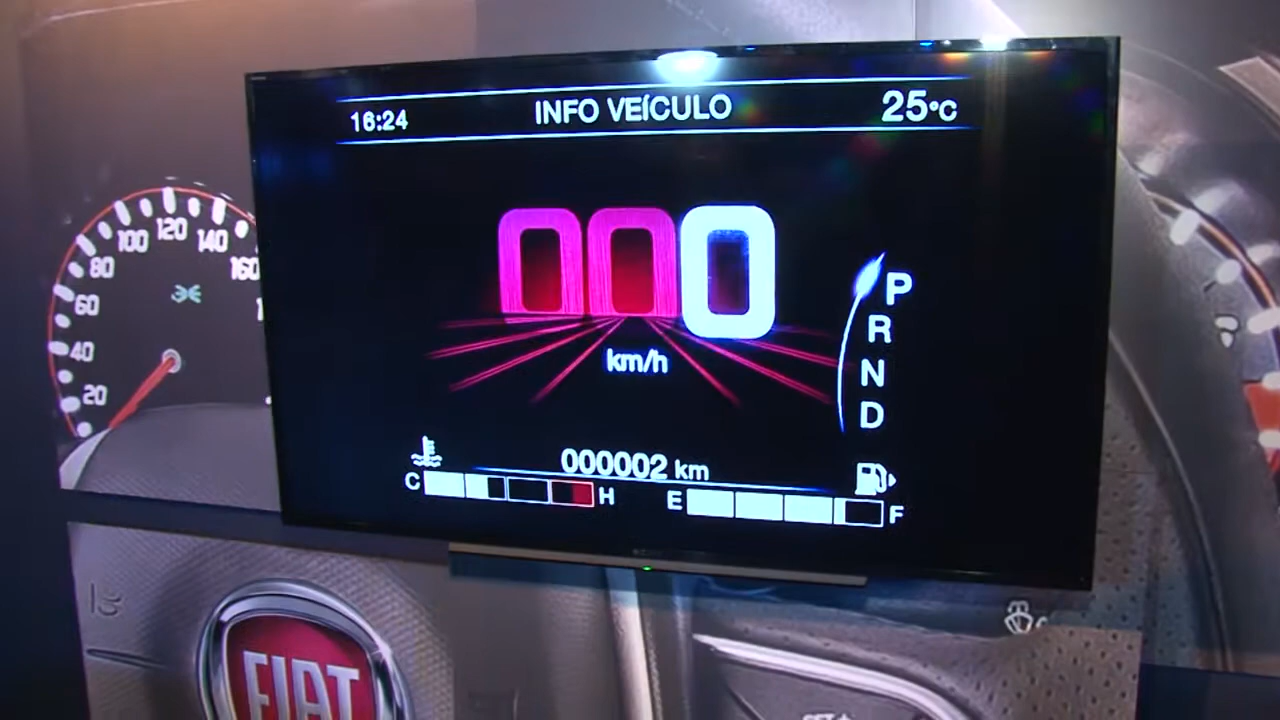 16:24 INFO VEÍCULO 25°C
000
km/h
P
R
N
D
000002 km
C H E F
20
40
60
80
100
120
140
160
FIAT